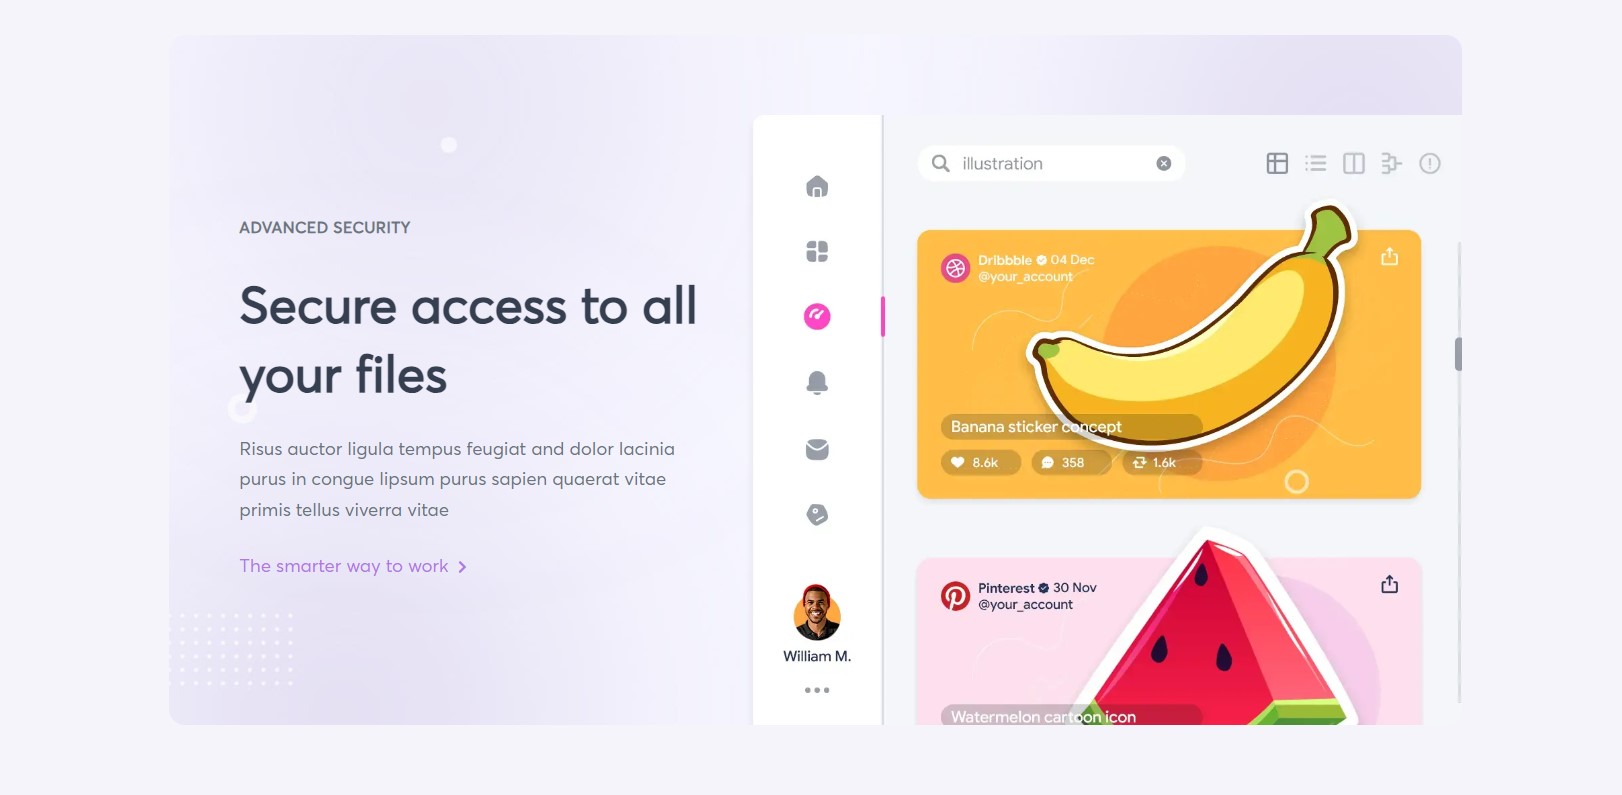 ADVANCED SECURITY
Secure access to all
your files
Risus auctor ligula tempus feugiat and dolor lacinia
purus in congue lipsum purus sapien quaerat vitae
primis tellus viverra vitae
The smarter way to work
William M.
illustration
Dribbble 04 Dec
@your_account
Banana sticker concept
8.6k 358 1.6k
Pinterest 30 Nov
@your_account
Watermelon cartoon icon